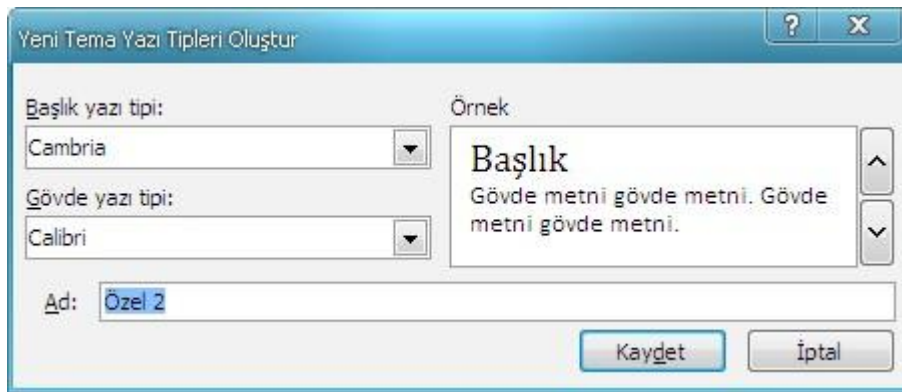 Yeni Tema Yazı Tipleri Oluştur
Başlık yazı tipi:
Cambria
Gövde yazı tipi:
Calibri
Örnek
Başlık
Gövde metni gövde metni. Gövde
metni gövde metni.
Ad:
Özel 2
Kaydet
İptal